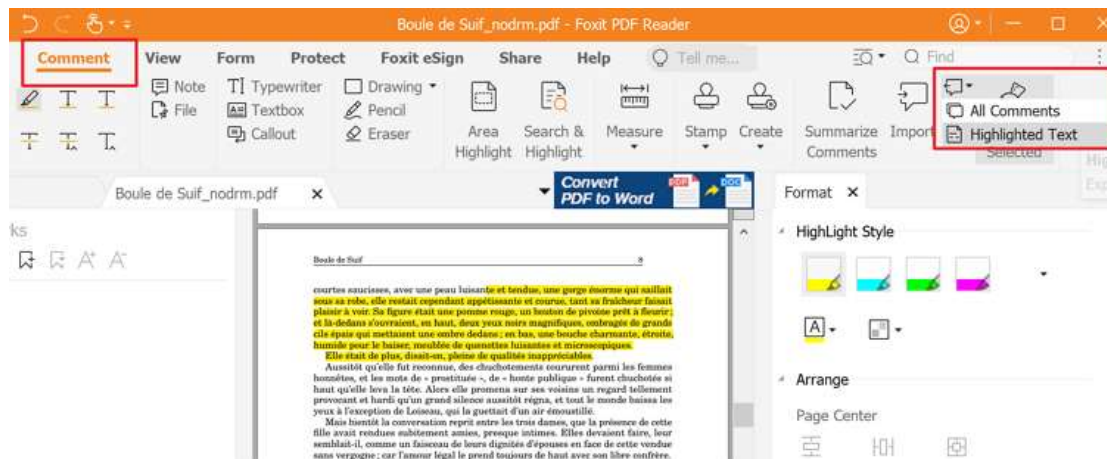 Boule de Suif_nodrm.pdf - Foxit PDF Reader
Comment View Form Protect Foxit eSign Share Help Tell me... Find
Note
File
Typewriter
Textbox
Callout
Drawing
Pencil
Eraser
Area
Highlight
Search &
Highlight
Measure
Stamp
Create
Summarize
Comments
Import
All Comments
Highlighted Text
Boule de Suif_nodrm.pdf
Convert
PDF to Word
Format
HighLight Style
Arrange
Page Center
Boule de Suif 8
courtes saucisses, avec une peau luisante et tendue, une gorge énorme qui saillait
sous sa robe, elle restait cependant appétissante et courue, tant sa fraîcheur faisait
plaisir à voir. Sa figure était une pomme rouge, un bouton de pivoine prêt à fleurir ;
et là-dedans s'ouvraient, en haut, deux yeux noirs magnifiques, ombragés de grands
cils épais qui mettaient une ombre dedans ; en bas, une bouche charmante, étroite,
humide pour le baiser, meublée de quenottes luisantes et microscopiques.
Elle était de plus, disait-on, pleine de qualités inappréciables.
Aussitôt qu'elle fut reconnue, des chuchotements coururent parmi les femmes
honnêtes, et les mots de « prostituée », de « honte publique » furent chuchotés si
haut qu'elle leva la tête. Alors elle promena sur ses voisins un regard tellement
provocant et hardi qu'un grand silence aussitôt régna, et tout le monde baissa les
yeux à l'exception de Loiseau, qui la guettait d'un air émoustillé.
Mais bientôt la conversation reprit entre les trois dames, que la présence de cette
fille avait rendues subitement amies, presque intimes. Elles devaient faire, leur
semblait-il, comme un faisceau de leurs dignités d'épouses en face de cette vendue
sans vergogne ; car l'amour légal le prend toujours de haut avec son libre confrère.